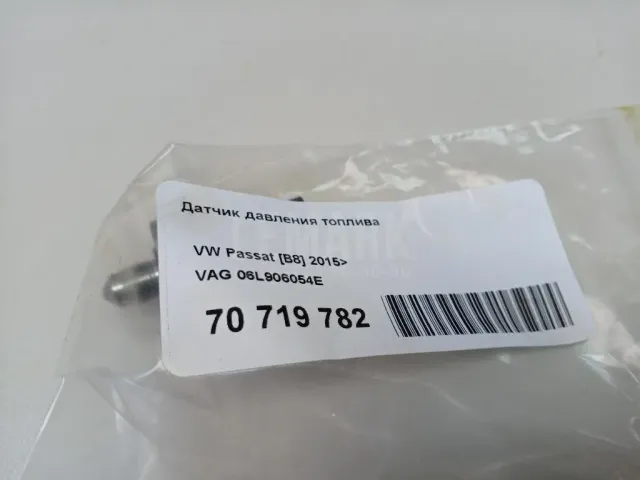 Датчик давления топлива
VW Passat [B8] 2015>
VAG 06L906054E
70 719 782